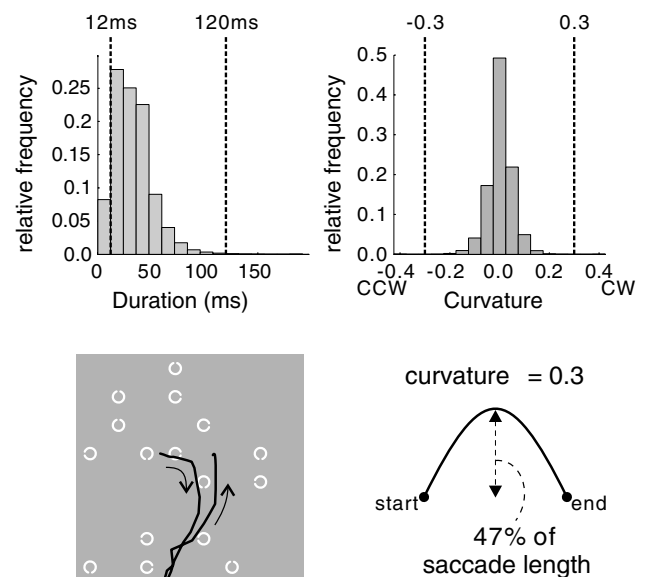 12ms
120ms
relative frequency
0.25
0.2
0.15
0.1
0.05
0.0
0
50
100
150
Duration (ms)
-0.3
0.3
relative frequency
0.5
0.4
0.3
0.2
0.1
0.0
-0.4
-0.2
0.0
0.2
0.4
CCW
CW
Curvature
curvature = 0.3
start
end
47% of
saccade length